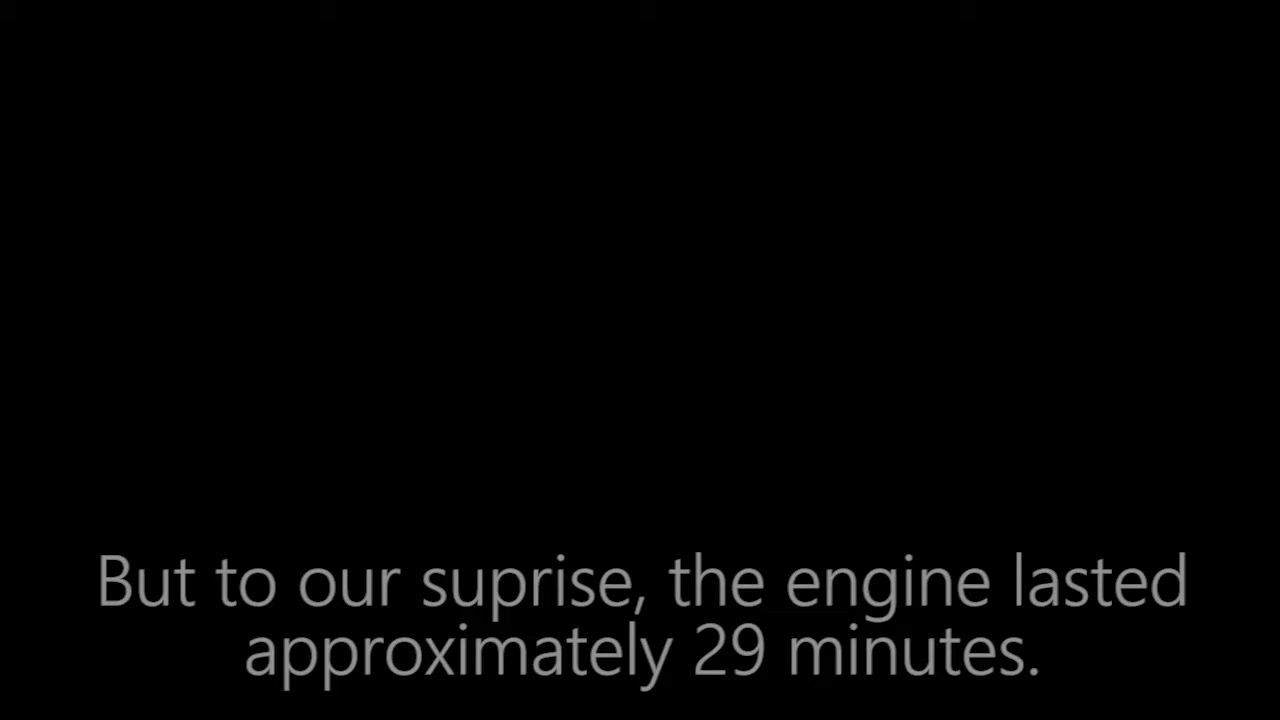 But to our suprise, the engine lasted
approximately 29 minutes.